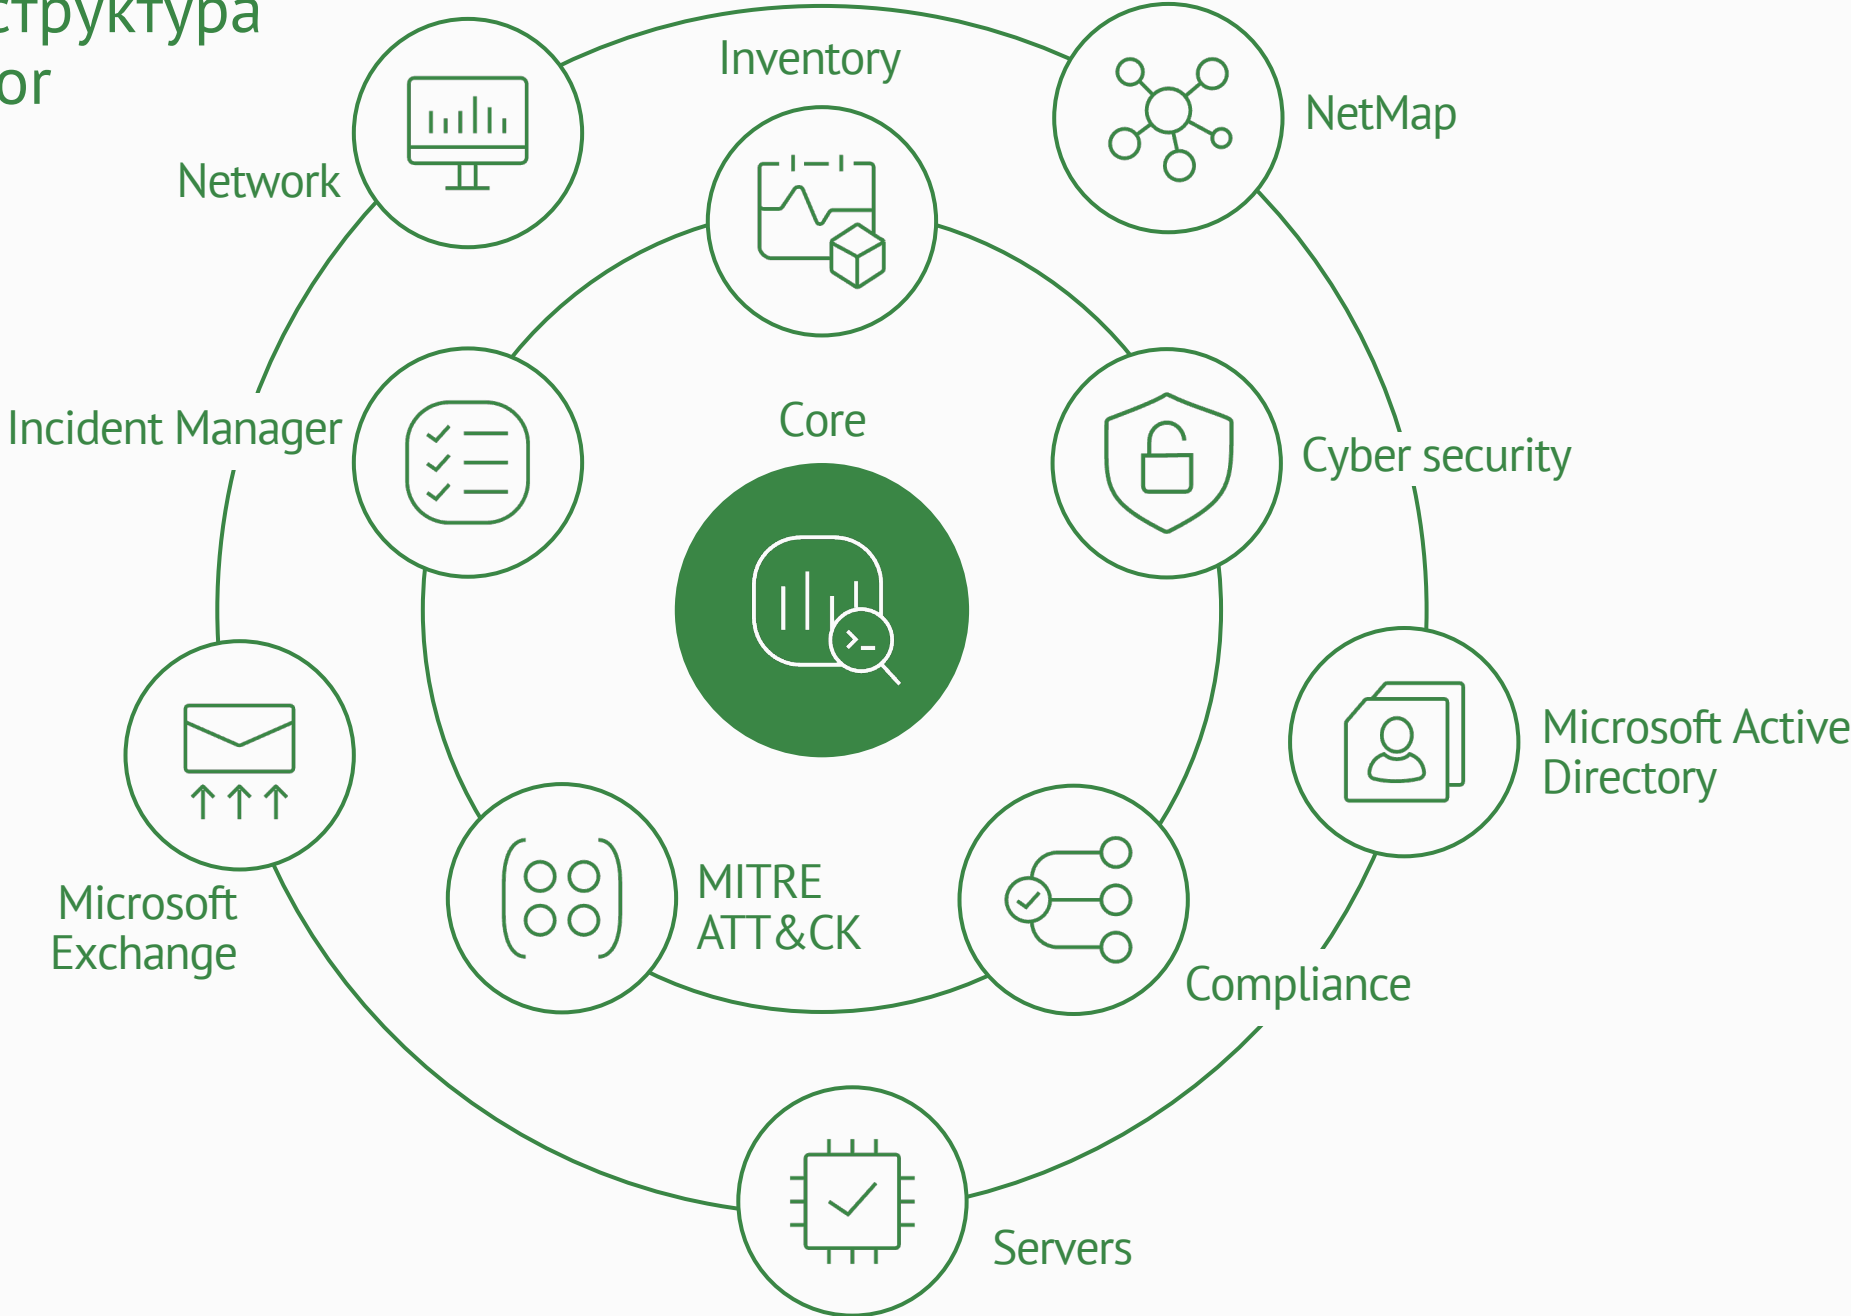 Inventory
NetMap
Network
Incident Manager
Core
Cyber security
Microsoft Active
Directory
MITRE
ATT&CK
Microsoft
Exchange
Compliance
Servers